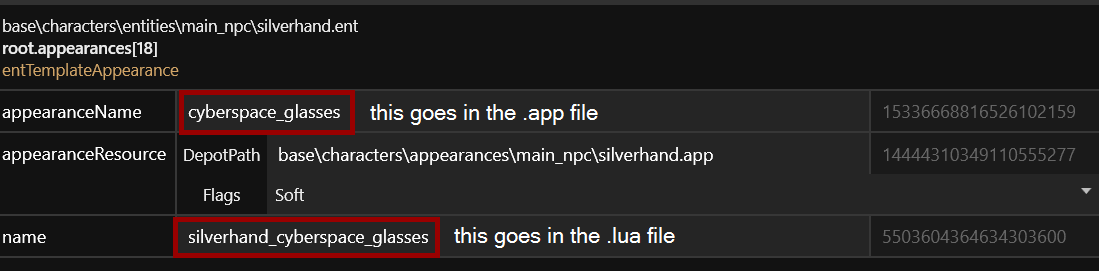 base\characters\entities\main_npc\silverhand.ent
root.appearances[18]
entTemplateAppearance
appearanceName cyberspace_glasses this goes in the .app file 15336668816526102159
appearanceResource DepotPath base\characters\appearances\main_npc\silverhand.app 14444310349110555277
Flags Soft
name silverhand_cyberspace_glasses this goes in the .lua file 5503604364634303600